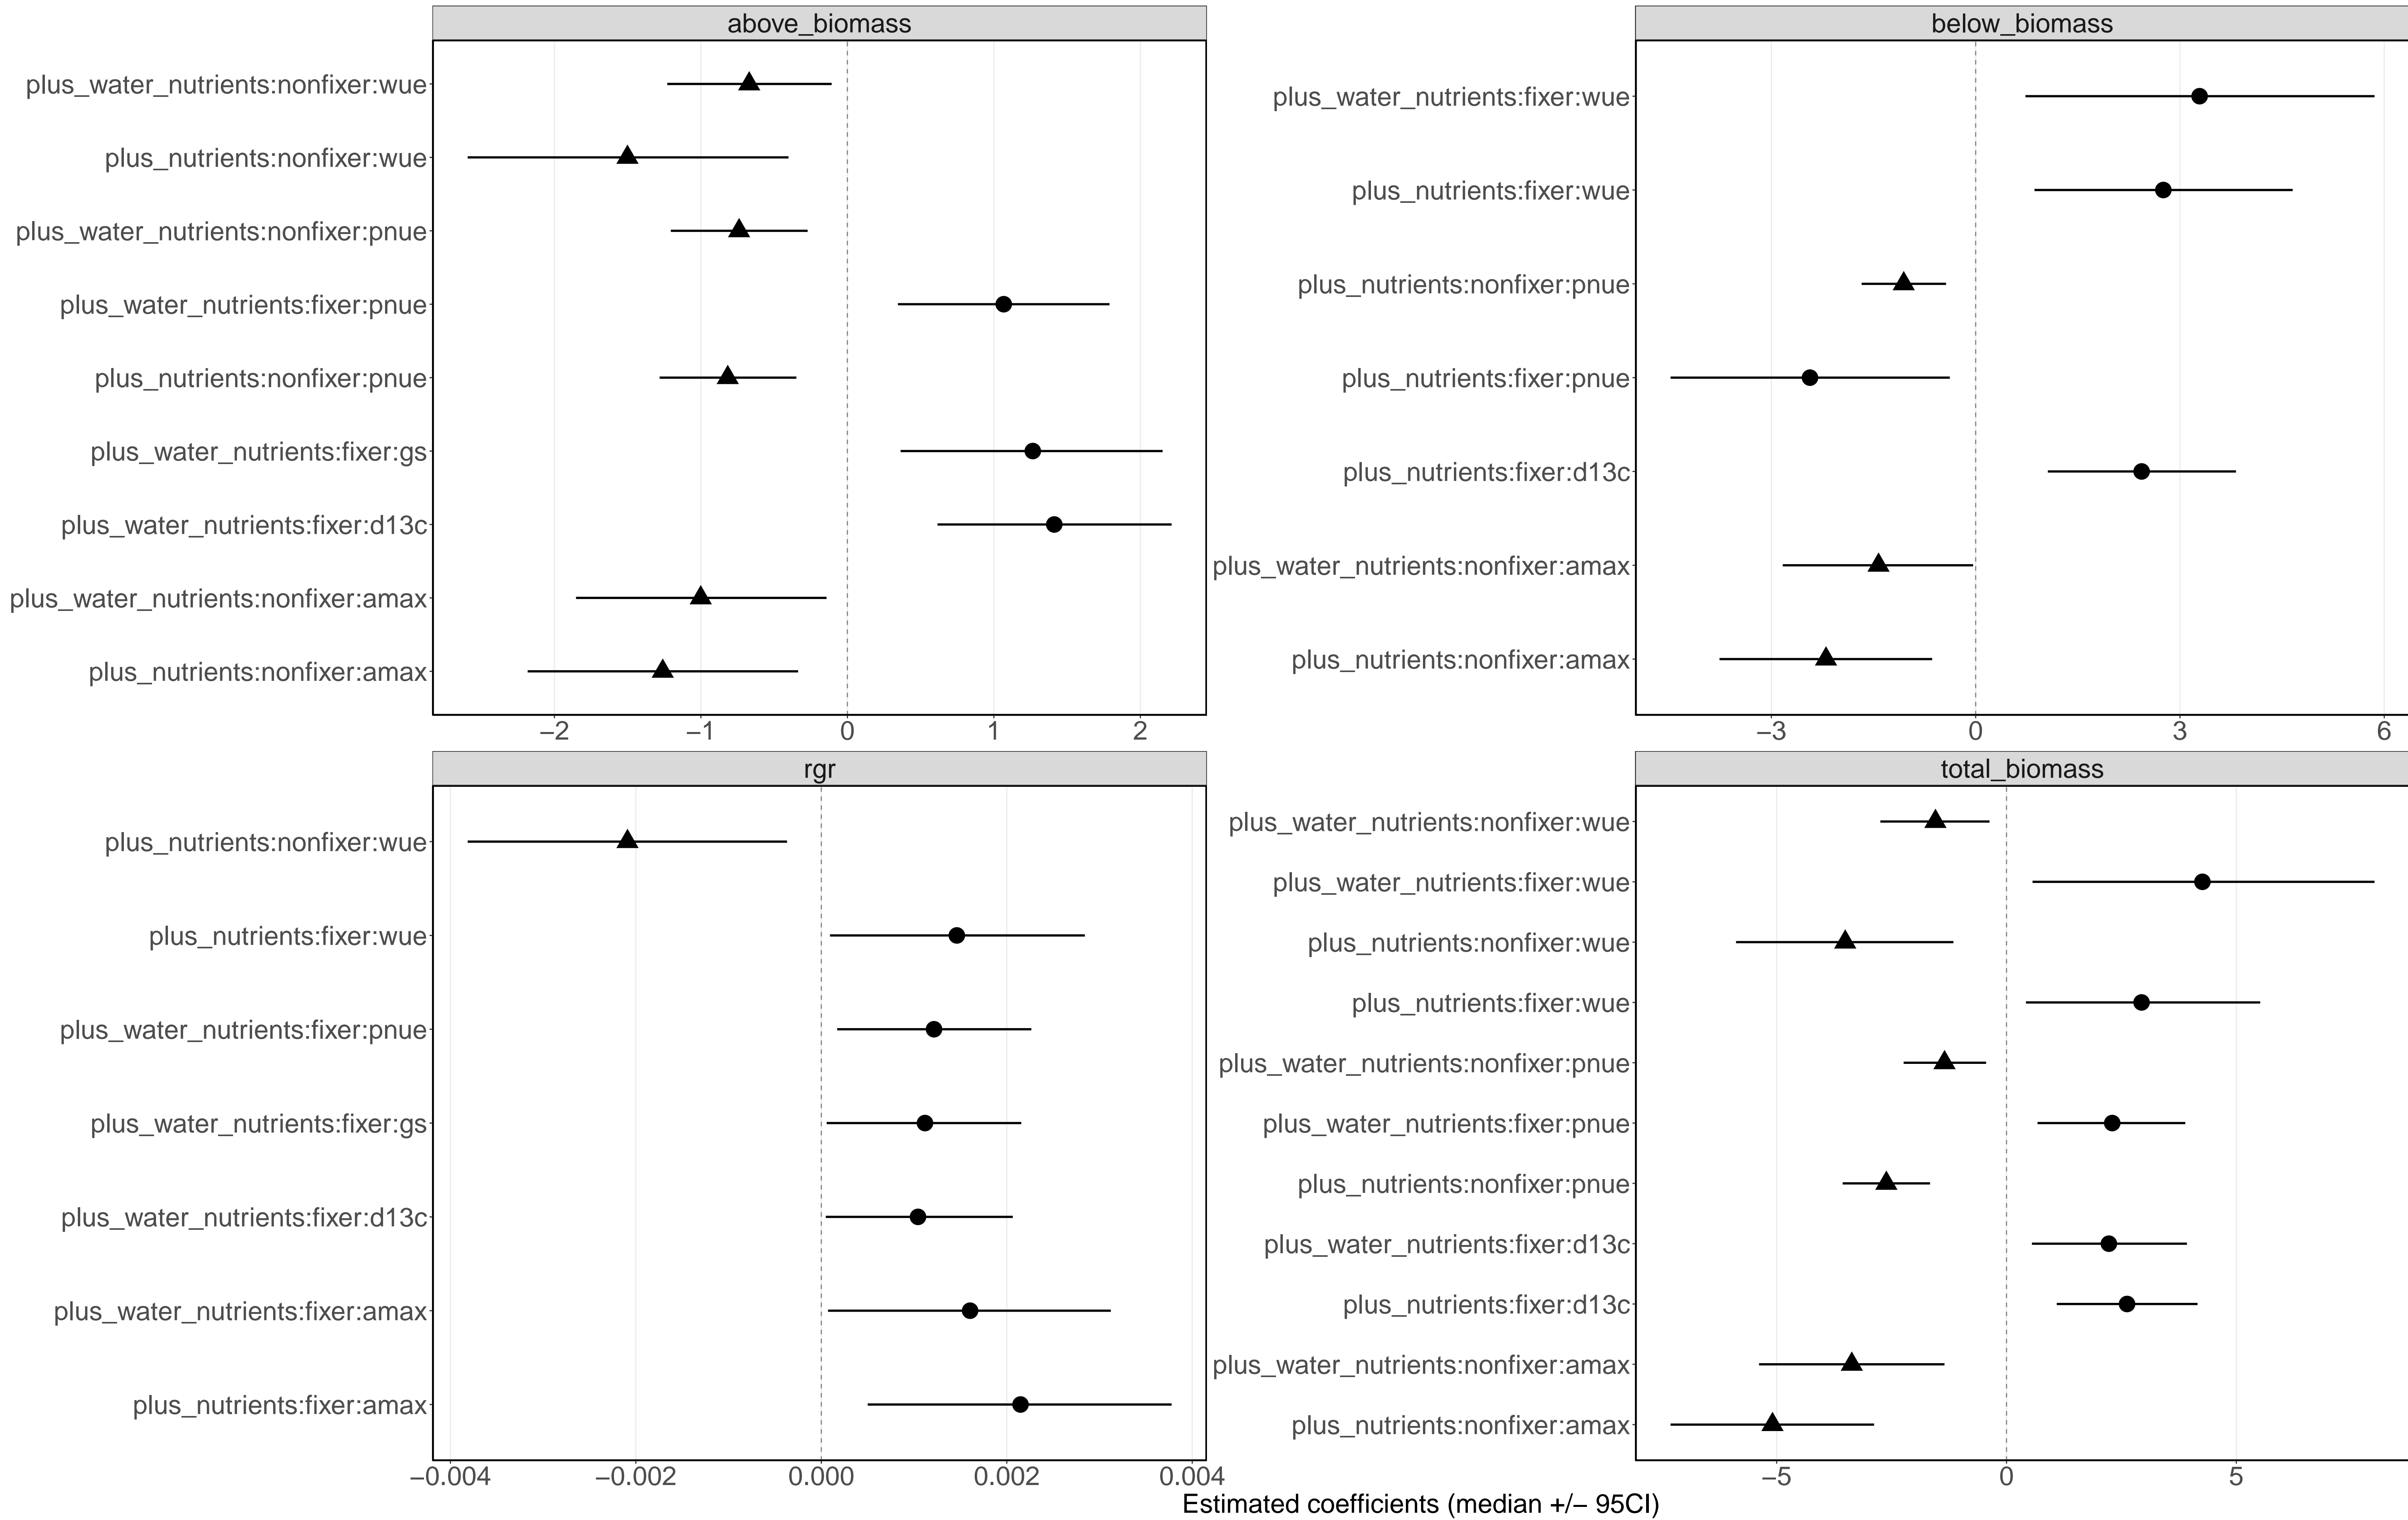 above_biomass
plus_water_nutrients:nonfixer:wue
plus_nutrients:nonfixer:wue
plus_water_nutrients:nonfixer:pnue
plus_water_nutrients:fixer:pnue
plus_nutrients:nonfixer:pnue
plus_water_nutrients:fixer:gs
plus_water_nutrients:fixer:d13c
plus_water_nutrients:nonfixer:amax
plus_nutrients:nonfixer:amax
−2 −1 0 1 2
below_biomass
plus_water_nutrients:fixer:wue
plus_nutrients:fixer:wue
plus_nutrients:nonfixer:pnue
plus_nutrients:fixer:pnue
plus_nutrients:fixer:d13c
plus_water_nutrients:nonfixer:amax
plus_nutrients:nonfixer:amax
−3 0 3 6
rgr
plus_nutrients:nonfixer:wue
plus_nutrients:fixer:wue
plus_water_nutrients:fixer:pnue
plus_water_nutrients:fixer:gs
plus_water_nutrients:fixer:d13c
plus_water_nutrients:fixer:amax
plus_nutrients:fixer:amax
−0.004 −0.002 0.000 0.002 0.004
total_biomass
plus_water_nutrients:nonfixer:wue
plus_water_nutrients:fixer:wue
plus_nutrients:nonfixer:wue
plus_nutrients:fixer:wue
plus_water_nutrients:nonfixer:pnue
plus_water_nutrients:fixer:pnue
plus_nutrients:nonfixer:pnue
plus_water_nutrients:fixer:d13c
plus_nutrients:fixer:d13c
plus_water_nutrients:nonfixer:amax
plus_nutrients:nonfixer:amax
−5 0 5
Estimated coefficients (median +/− 95CI)